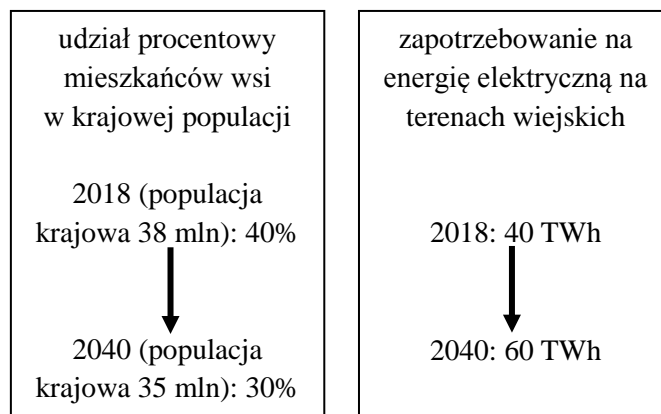 udział procentowy
mieszkańców wsi
w krajowej populacji
2018 (populacja
krajowa 38 mln): 40%
2040 (populacja
krajowa 35 mln): 30%
zapotrzebowanie na
energię elektryczną na
terenach wiejskich
2018: 40 TWh
2040: 60 TWh